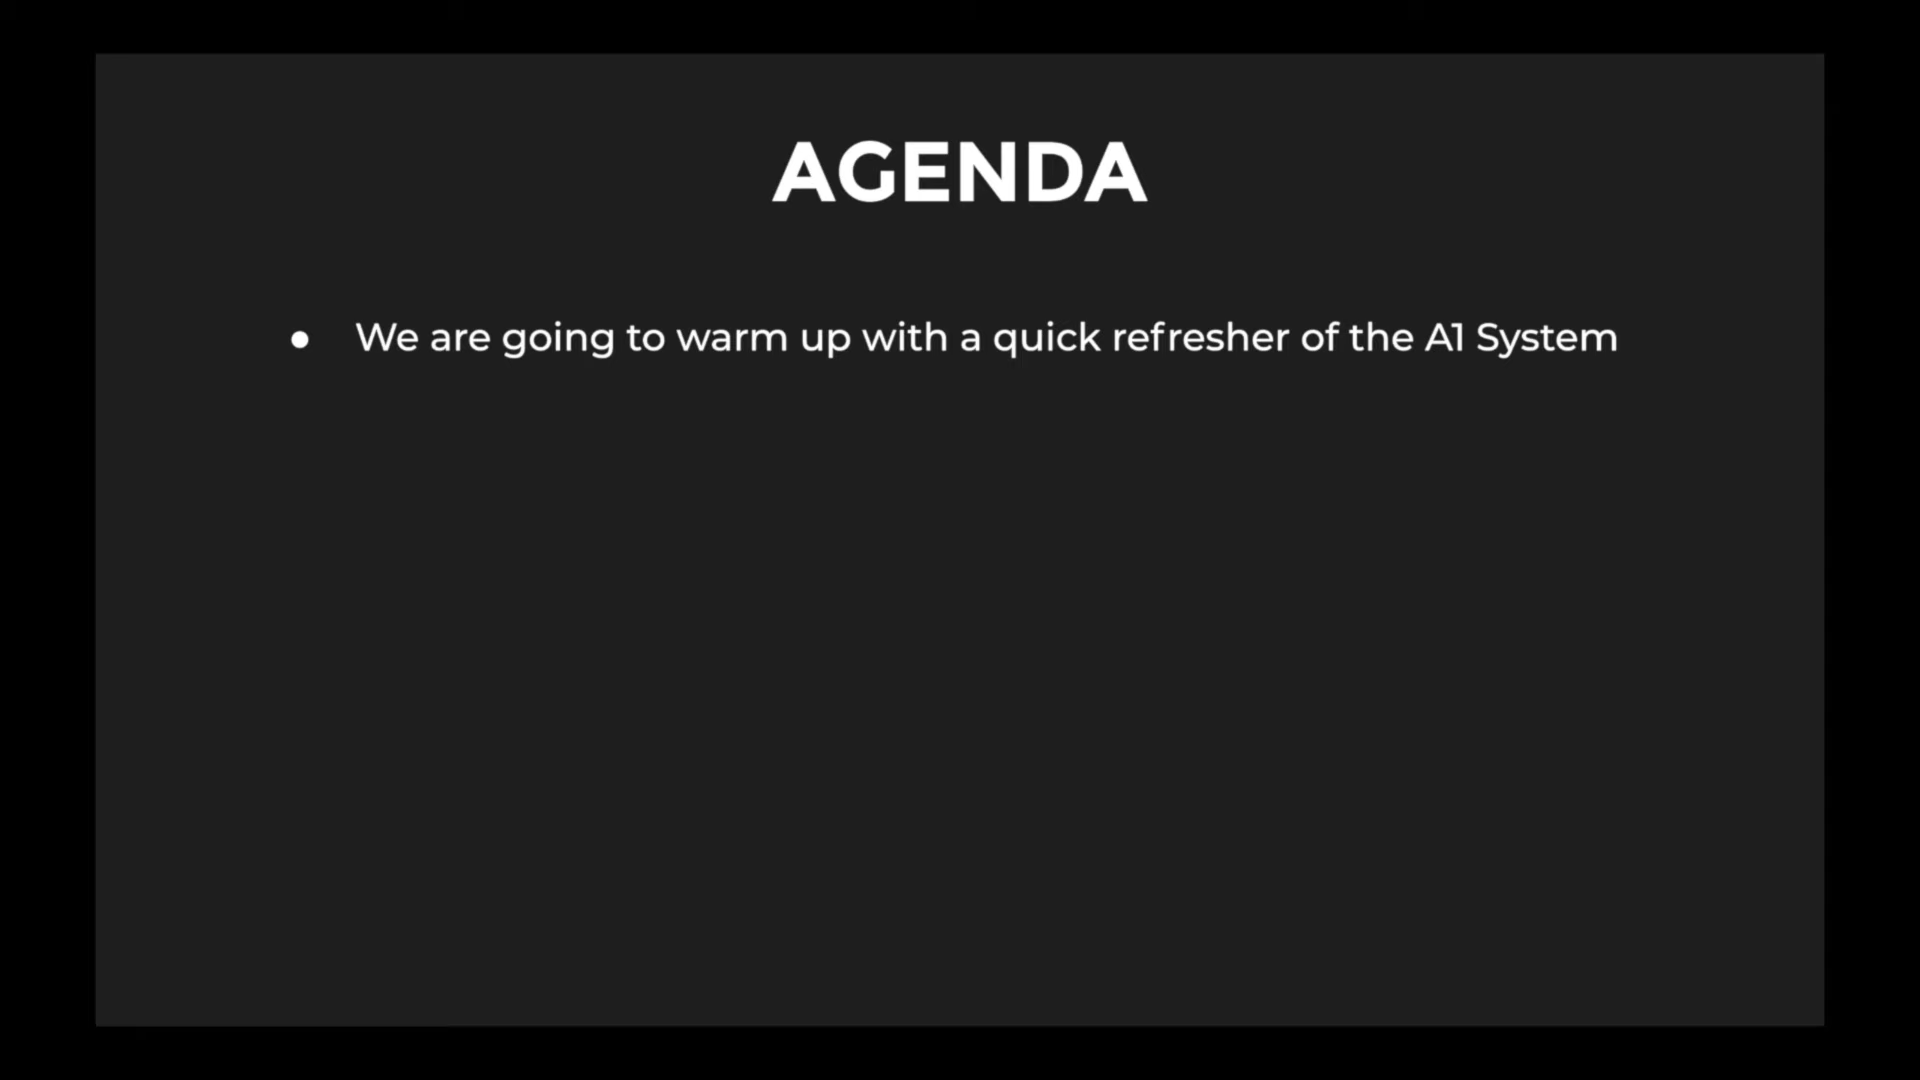 AGENDA
● We are going to warm up with a quick refresher of the A1 System